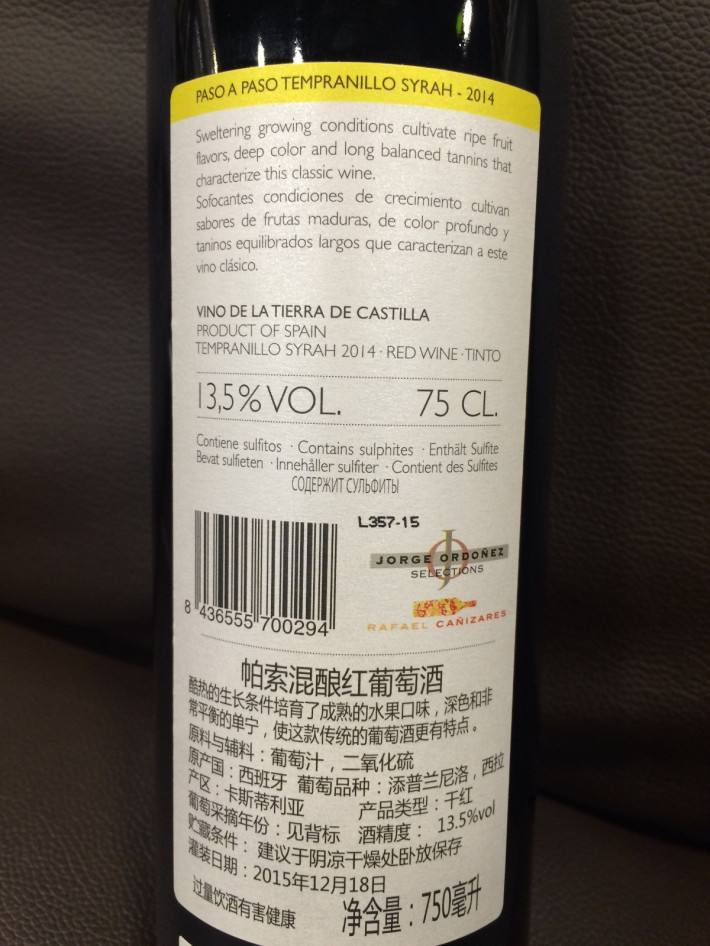 PASO A PASO TEMPRANILLO SYRAH - 2014
Sweltering growing conditions cultivate ripe fruit
flavors, deep color and long balanced tannins that
characterize this classic wine.
Sofocantes condiciones de crecimiento cultivan
sabores de frutas maduras, de color profundo y
taninos equilibrados largos que caracterizan a este
vino clásico.
VINO DE LA TIERRA DE CASTILLA
PRODUCT OF SPAIN
TEMPRANILLO SYRAH 2014 · RED WINE · TINTO
13,5% VOL. 75 CL.
Contiene sulfitos · Contains sulphites · Enthält Sulfite
Bevat sulfieten · Innehåller sulfiter · Contient des Sulfites
СОДЕРЖИТ СУЛЬФИТЫ
L357-15
JORGE ORDOÑEZ
SELECTIONS
RAFAEL CAÑIZARES
8 436555 700294
帕索混酿红葡萄酒
酷热的生长条件培育了成熟的水果口味，深色和非
常平衡的单宁，使这款传统的葡萄酒更有特点。
原料与辅料：葡萄汁，二氧化硫
原产国：西班牙 葡萄品种：添普兰尼洛，西拉
产区：卡斯蒂利亚 产品类型：干红
葡萄采摘年份：见背标 酒精度：13.5%vol
贮藏条件：建议于阴凉干燥处卧放保存
灌装日期：2015年12月18日
过量饮酒有害健康 净含量：750毫升